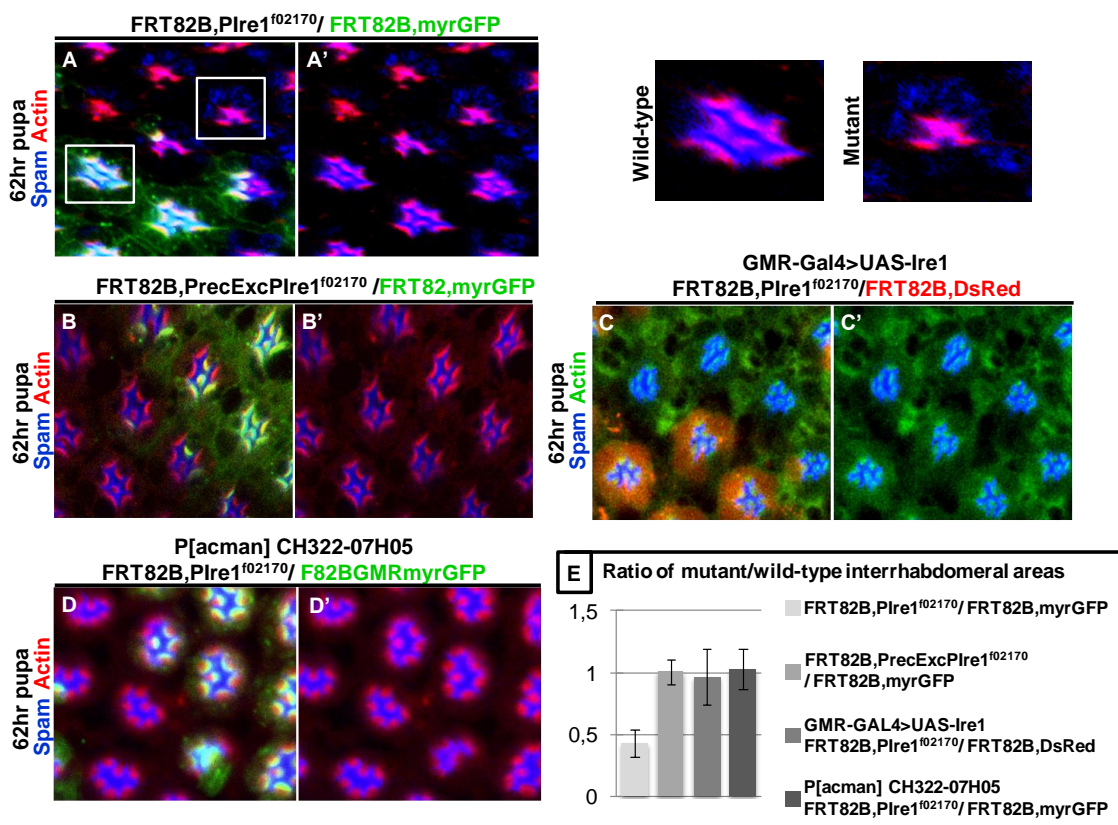 FRT82B,PIre1f02170/ FRT82B,myrGFP
A
A'
62hr pupa
Spam Actin
Wild-type
Mutant
FRT82B,PrecExcPIre1f02170 /FRT82,myrGFP
B
B'
62hr pupa
Spam Actin
GMR-Gal4>UAS-Ire1
FRT82B,PIre1f02170/FRT82B,DsRed
C
C'
62hr pupa
Spam Actin
P[acman] CH322-07H05
FRT82B,PIre1f02170/ F82BGMRmyrGFP
D
D'
62hr pupa
Spam Actin
E Ratio of mutant/wild-type interrhabdomeral areas
1,5
1
0,5
0
FRT82B,PIre1f02170/ FRT82B,myrGFP
FRT82B,PrecExcPIre1f02170
/ FRT82B,myrGFP
GMR-GAL4>UAS-Ire1
FRT82B,PIre1f02170/ FRT82B,DsRed
P[acman] CH322-07H05
FRT82B,PIre1f02170/ FRT82B,myrGFP